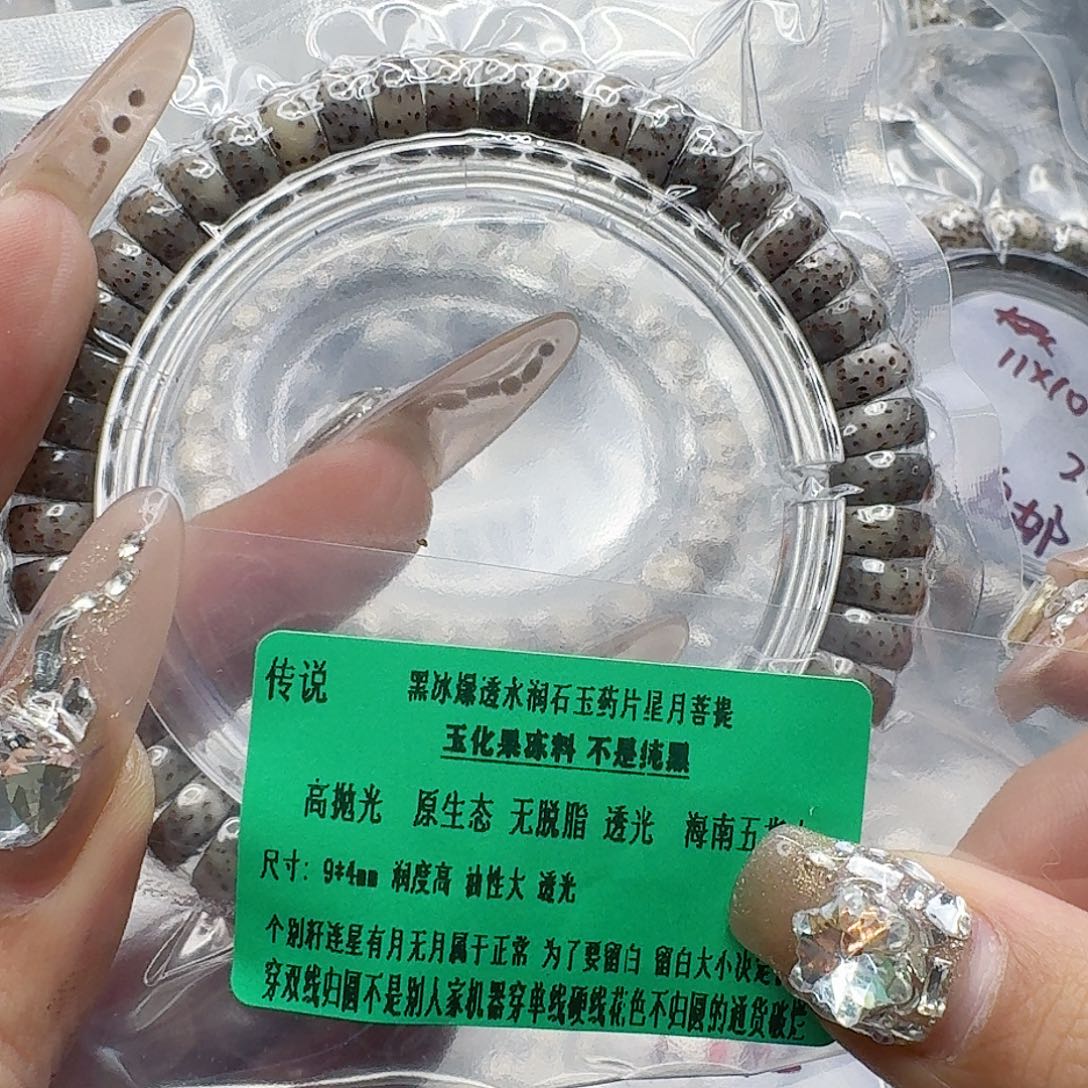 传说
黑冰爆透水润石玉药片星月菩提
玉化果冻料 不是纯黑
高抛光 原生态 无脱脂 透光 海南五指
尺寸：9*4mm 润度高 油性大 透光
个别籽连星有月无月属于正常 为了要留白 留白大小决定
穿双线归圆不是别人家机器穿单线硬线花色不归圆的通货破烂
11×10
2
邮